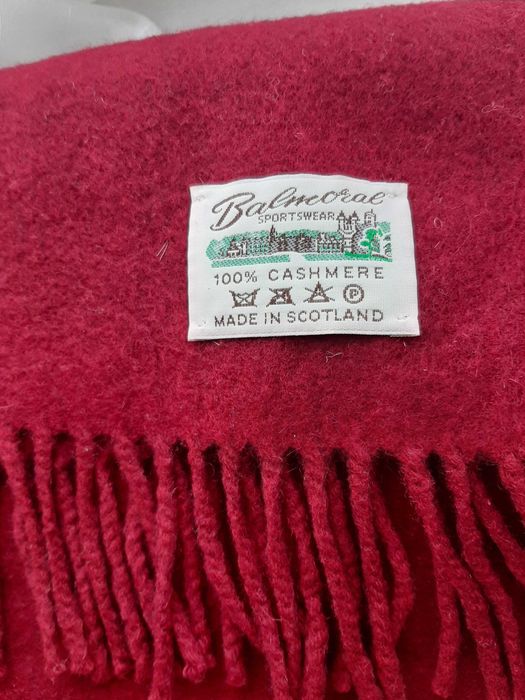 Balmoral
SPORTSWEAR
100% CASHMERE
P
MADE IN SCOTLAND